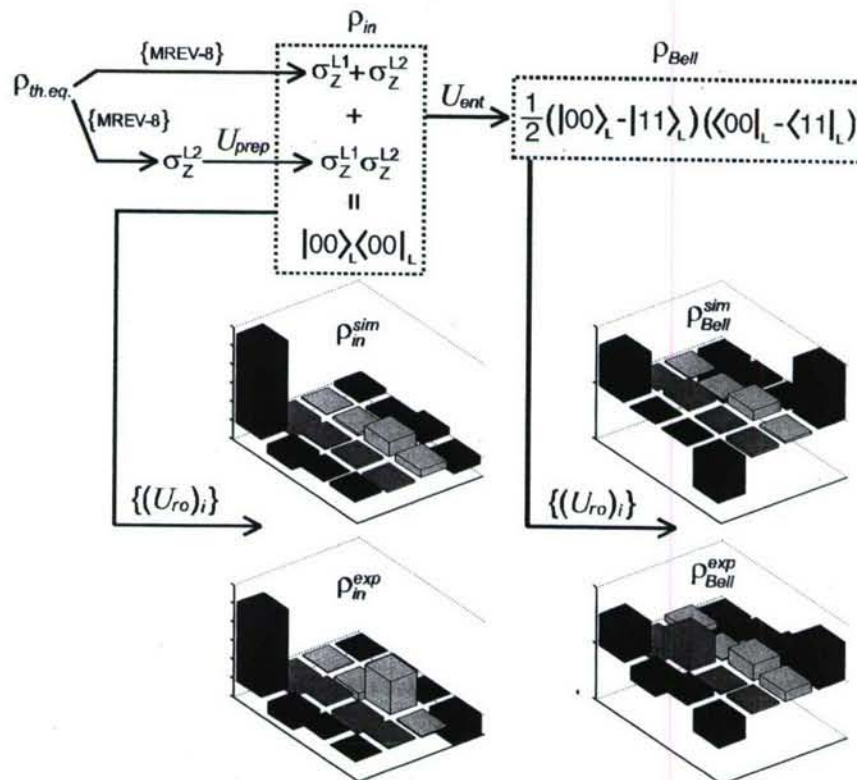 ρ_in
ρ_Bell
{MREV-8}
σ_Z^L1+σ_Z^L2
ρ_th.eq.
U_ent
1/2(|00⟩_L-|11⟩_L)(⟨00|_L-⟨11|_L)
{MREV-8}
+
σ_Z^L2
U_prep
σ_Z^L1σ_Z^L2
=
|00⟩_L⟨00|_L
ρ_in^sim
ρ_Bell^sim
{(U_ro)_i}
{(U_ro)_i}
ρ_in^exp
ρ_Bell^exp